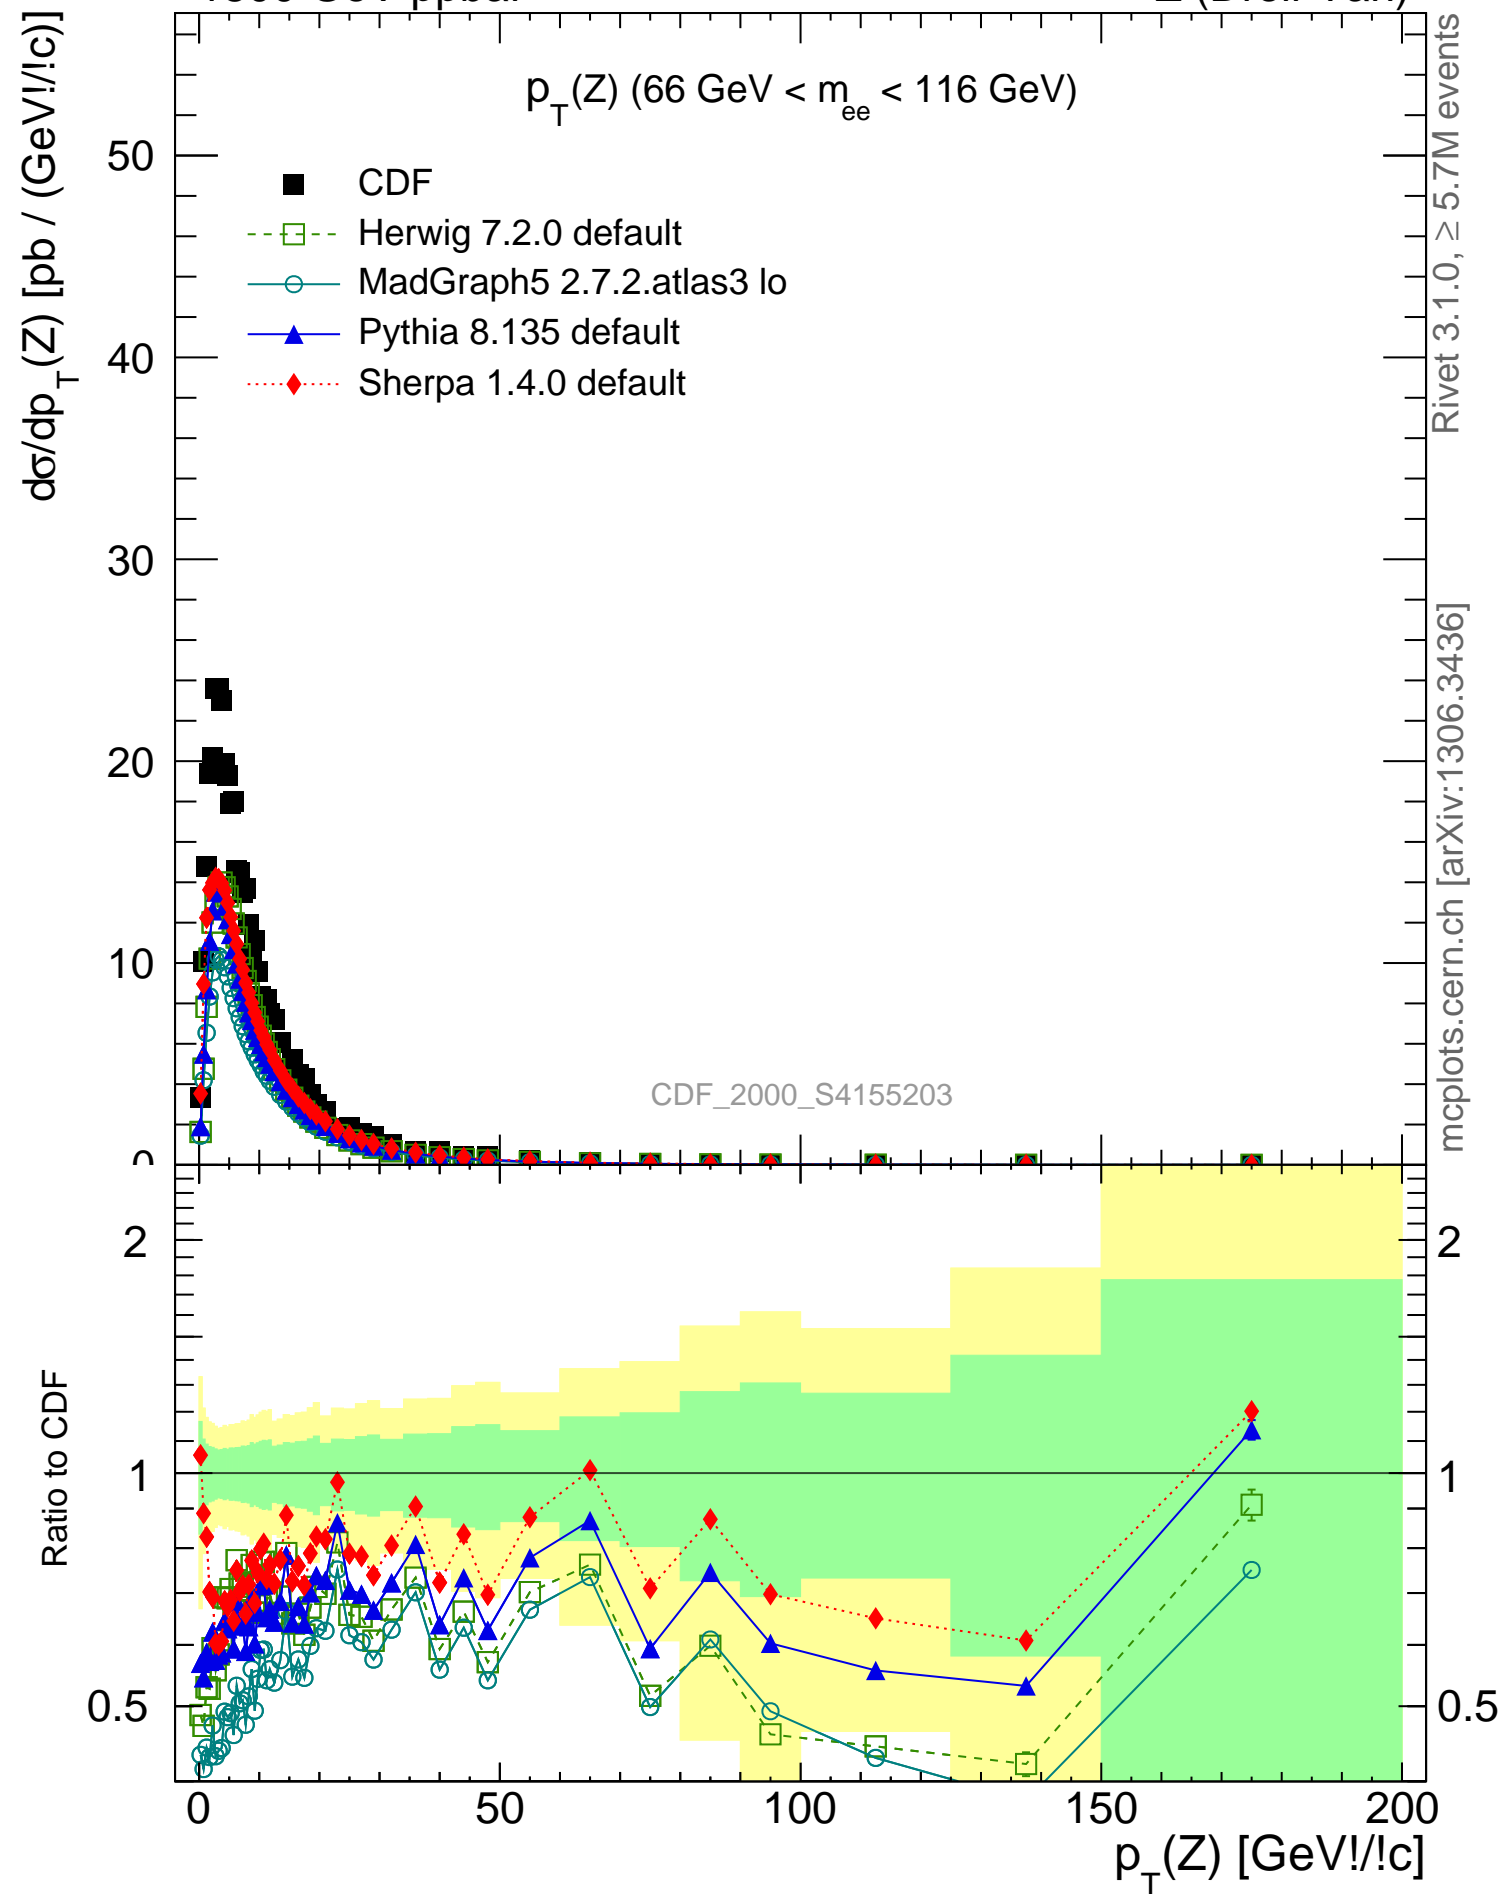 p_T(Z) (66 GeV < m_ee < 116 GeV)
CDF
Herwig 7.2.0 default
MadGraph5 2.7.2.atlas3 lo
Pythia 8.135 default
Sherpa 1.4.0 default
dσ/dp_T(Z) [pb / (GeV!/!c)]
50
40
30
20
10
0
CDF_2000_S4155203
Rivet 3.1.0, ≥ 5.7M events
mcplots.cern.ch [arXiv:1306.3436]
Ratio to CDF
2
1
0.5
2
1
0.5
0
50
100
150
200
p_T(Z) [GeV!/!c]